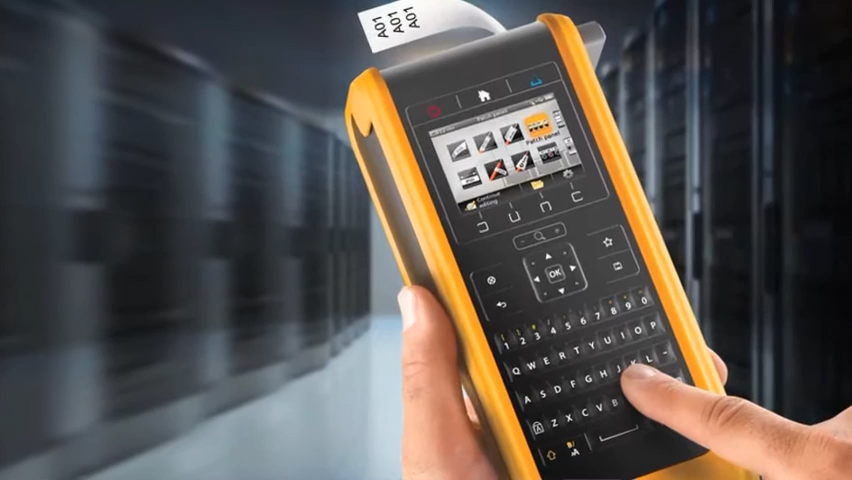 A01
A01
A01
Patch panel
Patch panel
Continue
editing
OK
1 2 3 4 5 6 7 8 9 0
Q W E R T Y U I O P
A S D F G H J K L -
Z X C V B
B/
A